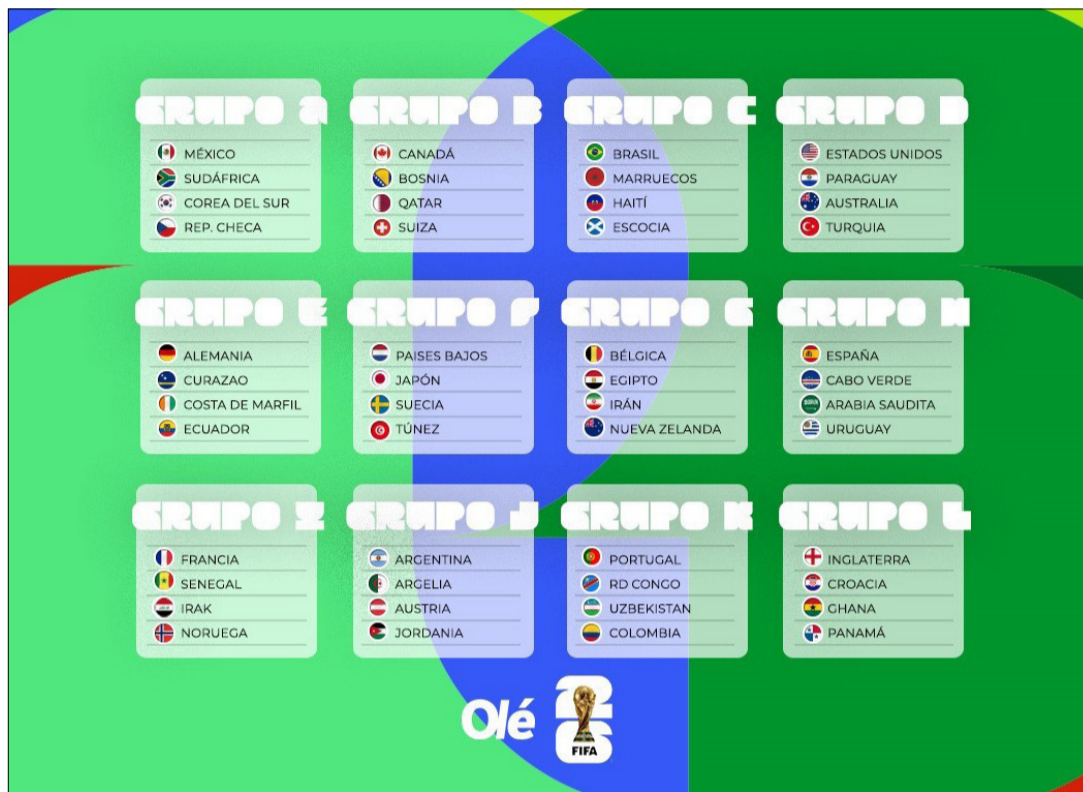 GRUPO A
MÉXICO
SUDÁFRICA
COREA DEL SUR
REP. CHECA
GRUPO B
CANADÁ
BOSNIA
QATAR
SUIZA
GRUPO C
BRASIL
MARRUECOS
HAITÍ
ESCOCIA
GRUPO D
ESTADOS UNIDOS
PARAGUAY
AUSTRALIA
TURQUIA
GRUPO E
ALEMANIA
CURAZAO
COSTA DE MARFIL
ECUADOR
GRUPO F
PAISES BAJOS
JAPÓN
SUECIA
TÚNEZ
GRUPO G
BÉLGICA
EGIPTO
IRÁN
NUEVA ZELANDA
GRUPO H
ESPAÑA
CABO VERDE
ARABIA SAUDITA
URUGUAY
GRUPO I
FRANCIA
SENEGAL
IRAK
NORUEGA
GRUPO J
ARGENTINA
ARGELIA
AUSTRIA
JORDANIA
GRUPO K
PORTUGAL
RD CONGO
UZBEKISTAN
COLOMBIA
GRUPO L
INGLATERRA
CROACIA
GHANA
PANAMÁ
Olé
26
FIFA